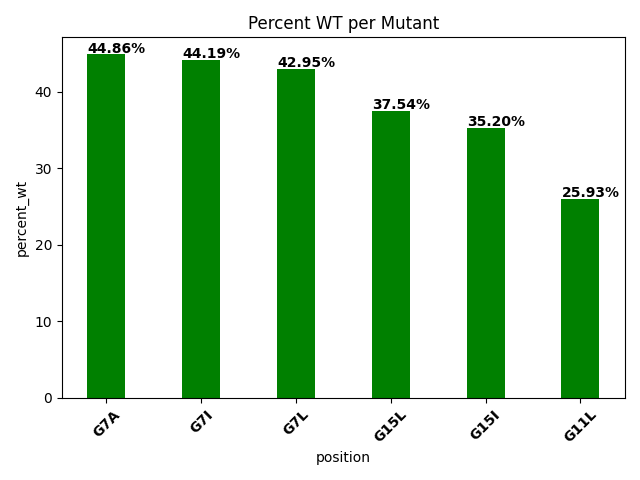 Percent WT per Mutant
44.86%
44.19%
42.95%
37.54%
35.20%
25.93%
percent_wt
40
30
20
10
0
G7A
G7I
G7L
G15L
G15I
G11L
position